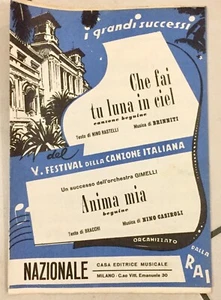 i grandi successi
Che fai
tu luna in ciel
canzone beguine
Testo di NINO RASTELLI Musica di BRINNITI
del
V. FESTIVAL DELLA CANZONE ITALIANA
Un successo dell'orchestra GIMELLI
Anima mia
beguine
Testo di BRACCHI Musica di NINO CASIROLI
ORGANIZZATO
DALLA
RAI
NAZIONALE
CASA EDITRICE MUSICALE
MILANO - C.so Vitt. Emanuele 20